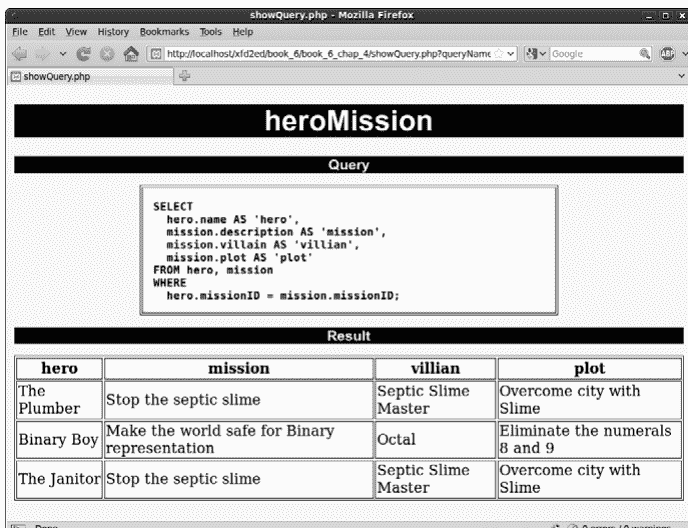 showQuery.php - Mozilla Firefox
File Edit View History Bookmarks Tools Help
http://localhost/xfd2ed/book_6/book_6_chap_4/showQuery.php?queryName Google ABP
showQuery.php
heroMission
Query
SELECT
hero.name AS 'hero',
mission.description AS 'mission',
mission.villain AS 'villian',
mission.plot AS 'plot'
FROM hero, mission
WHERE
hero.missionID = mission.missionID;
Result
hero mission villian plot
The Plumber Stop the septic slime Septic Slime Master Overcome city with Slime
Binary Boy Make the world safe for Binary representation Octal Eliminate the numerals 8 and 9
The Janitor Stop the septic slime Septic Slime Master Overcome city with Slime
Done 0 errors / 0 warnings